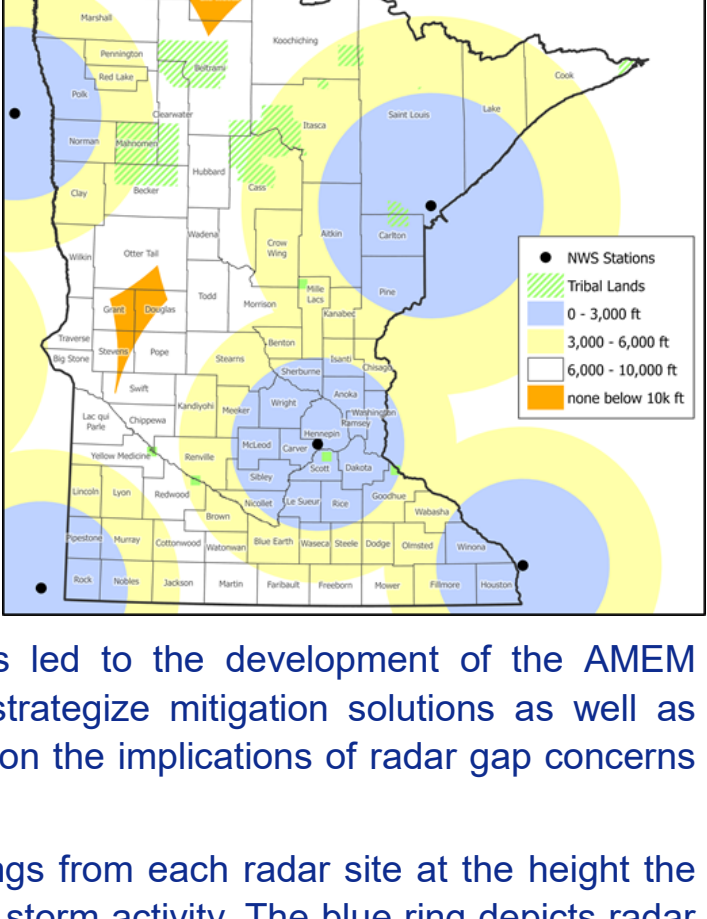 Marshall
Koochiching
Pennington
Beltrami
Red Lake
Cook
Polk
Clearwater
Saint Louis
Lake
Itasca
Norman
Mahnomen
Hubbard
Becker
Cass
Clay
Wadena
Aitkin
Carlton
Crow
Wing
Otter Tail
Wilkin
NWS Stations
Tribal Lands
0 - 3,000 ft
3,000 - 6,000 ft
6,000 - 10,000 ft
none below 10k ft
Mille
Lacs
Pine
Todd
Morrison
Grant
Douglas
Kanabec
Traverse
Benton
Big Stone
Stevens
Pope
Stearns
Isanti
Chisago
Sherburne
Swift
Anoka
Kandiyohi
Meeker
Wright
Washington
Ramsey
Lac qui
Parle
Chippewa
Hennepin
McLeod
Carver
Yellow Medicine
Renville
Scott
Dakota
Sibley
Lincoln
Lyon
Redwood
Nicollet
Le Sueur
Rice
Goodhue
Wabasha
Brown
Pipestone
Murray
Cottonwood
Watonwan
Blue Earth
Waseca
Steele
Dodge
Olmsted
Winona
Rock
Nobles
Jackson
Martin
Faribault
Freeborn
Mower
Fillmore
Houston
s led to the development of the AMEM
strategize mitigation solutions as well as
on the implications of radar gap concerns
ngs from each radar site at the height the
storm activity. The blue ring depicts radar